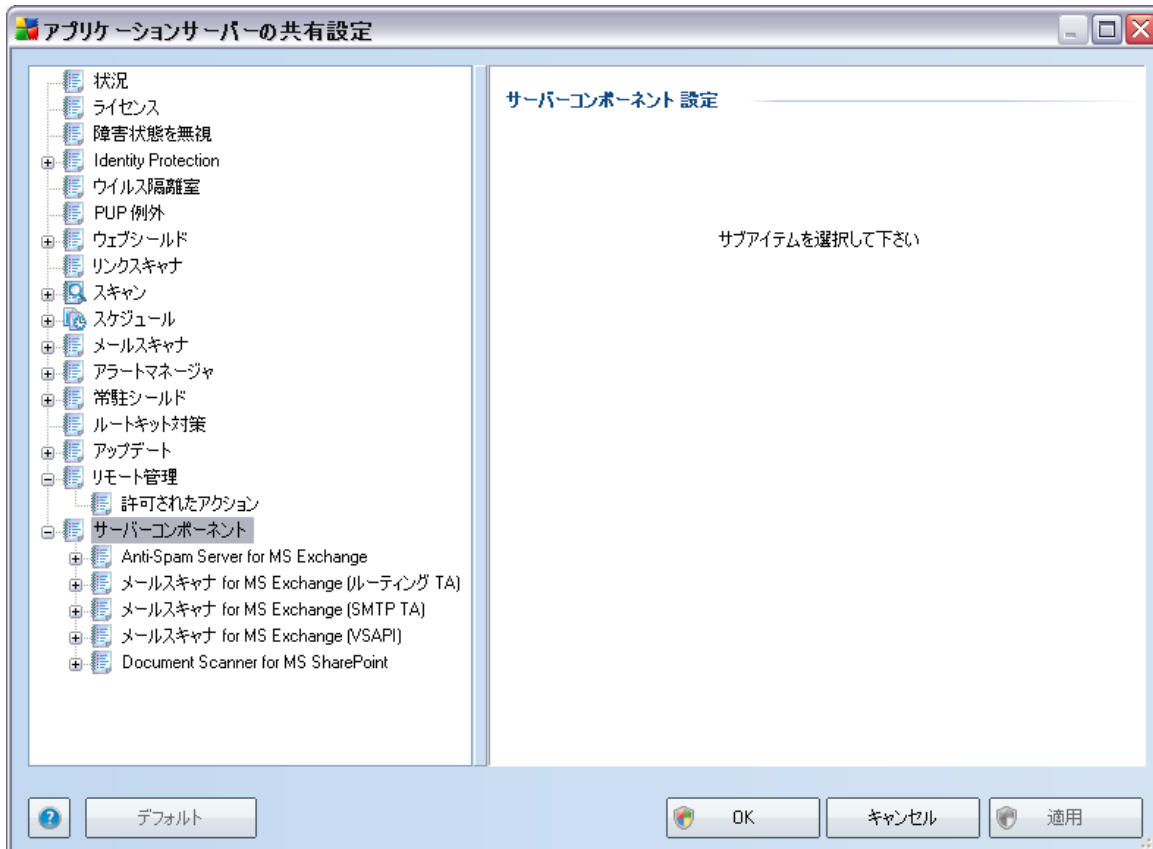 アプリケーションサーバーの共有設定
状況
ライセンス
障害状態を無視
Identity Protection
ウイルス隔離室
PUP 例外
ウェブシールド
リンクスキャナ
スキャン
スケジュール
メールスキャナ
アラートマネージャ
常駐シールド
ルートキット対策
アップデート
リモート管理
許可されたアクション
サーバーコンポーネント
Anti-Spam Server for MS Exchange
メールスキャナ for MS Exchange (ルーティング TA)
メールスキャナ for MS Exchange (SMTP TA)
メールスキャナ for MS Exchange (VSAPI)
Document Scanner for MS SharePoint
サーバーコンポーネント 設定
サブアイテムを選択して下さい
デフォルト
OK
キャンセル
適用